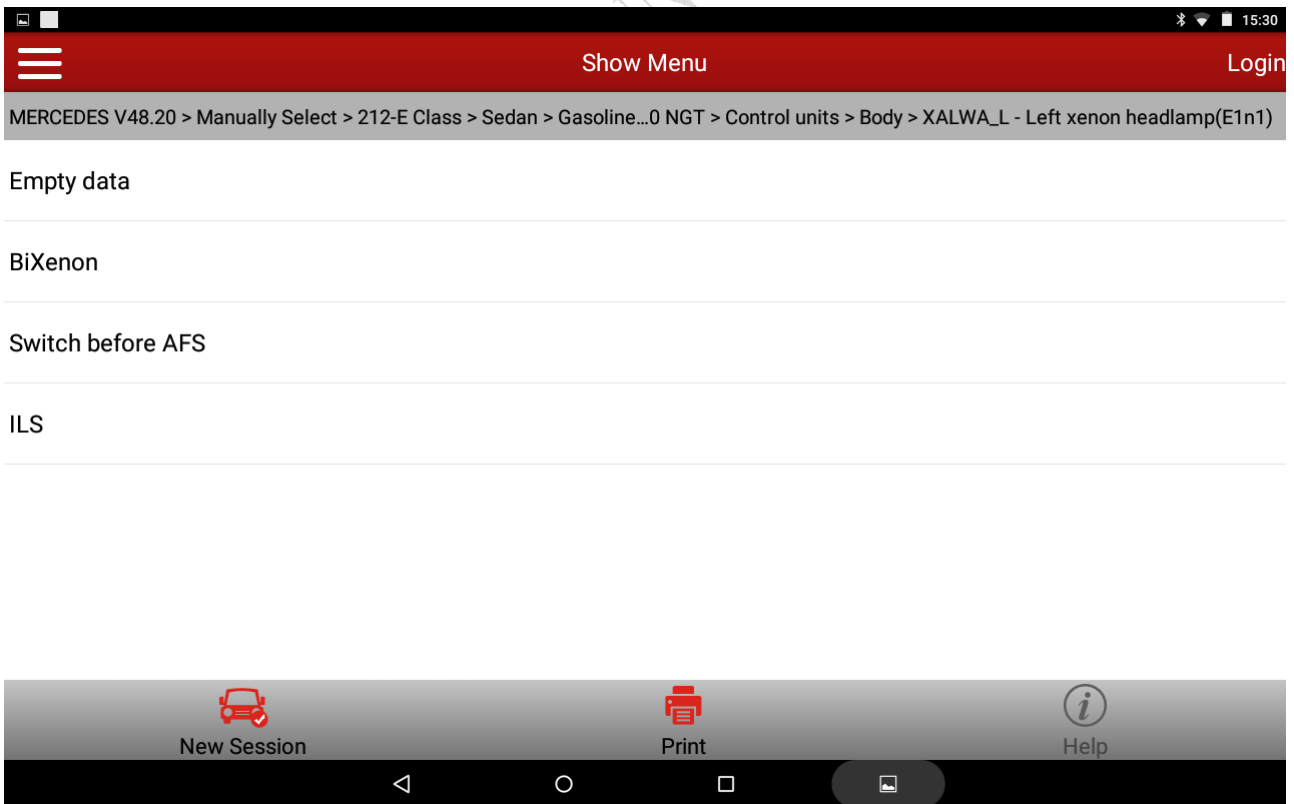 15:30
Show Menu
Login
MERCEDES V48.20 > Manually Select > 212-E Class > Sedan > Gasoline...0 NGT > Control units > Body > XALWA_L - Left xenon headlamp(E1n1)
Empty data
BiXenon
Switch before AFS
ILS
New Session
Print
i
Help